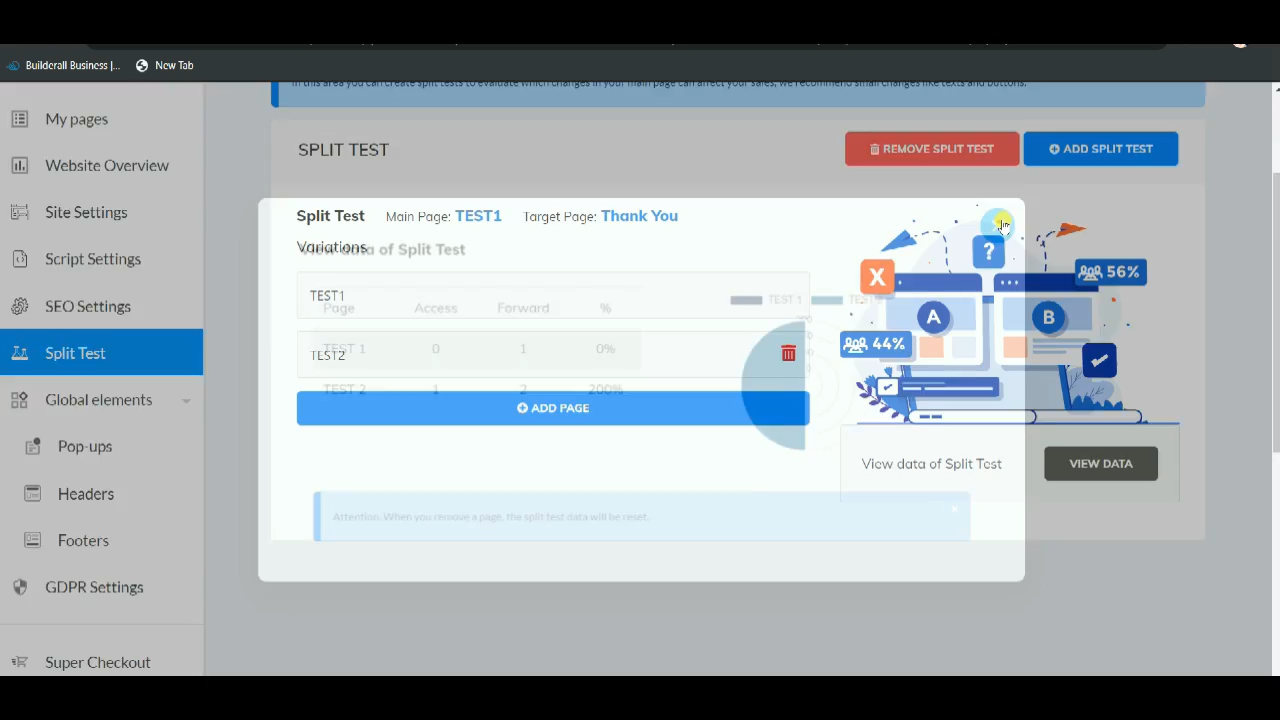 Builderall Business |...
New Tab
In this area you can create split tests to evaluate which changes in your main page can affect your sales, we recommend small changes like texts and buttons.
My pages
Website Overview
Site Settings
Script Settings
SEO Settings
Split Test
Global elements
Pop-ups
Headers
Footers
GDPR Settings
Super Checkout
SPLIT TEST
REMOVE SPLIT TEST
ADD SPLIT TEST
Split Test Main Page: TEST1 Target Page: Thank You
Variations
View data of Split Test
TEST1
Page Access Forward %
TEST 1 0 1 0%
TEST2
TEST 2 1 2 200%
ADD PAGE
TEST 1
X
?
56%
A
B
44%
View data of Split Test
VIEW DATA
Attention. When you remove a page, the split test data will be reset.